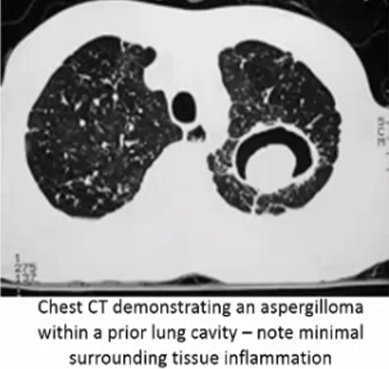 Chest CT demonstrating an aspergilloma
within a prior lung cavity – note minimal
surrounding tissue inflammation